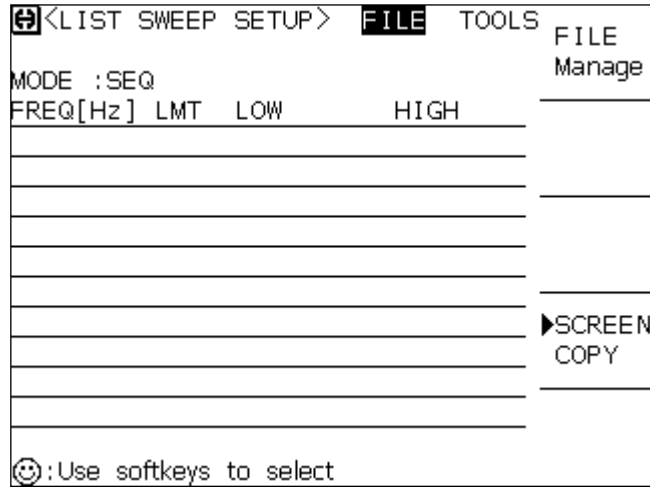 <LIST SWEEP SETUP> FILE TOOLS
FILE
Manage
MODE :SEQ
FREQ[Hz] LMT LOW HIGH
SCREEN
COPY
:Use softkeys to select